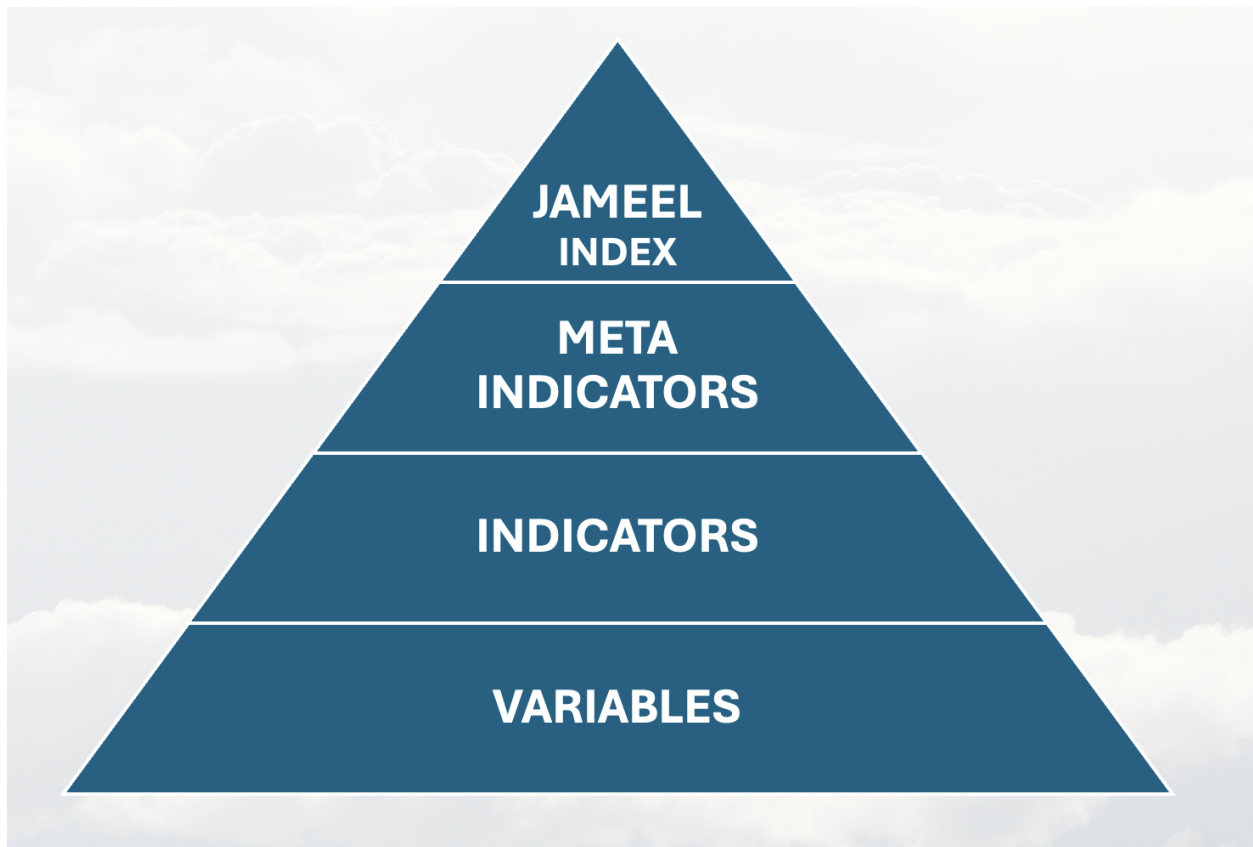 JAMEEL
INDEX
META
INDICATORS
INDICATORS
VARIABLES